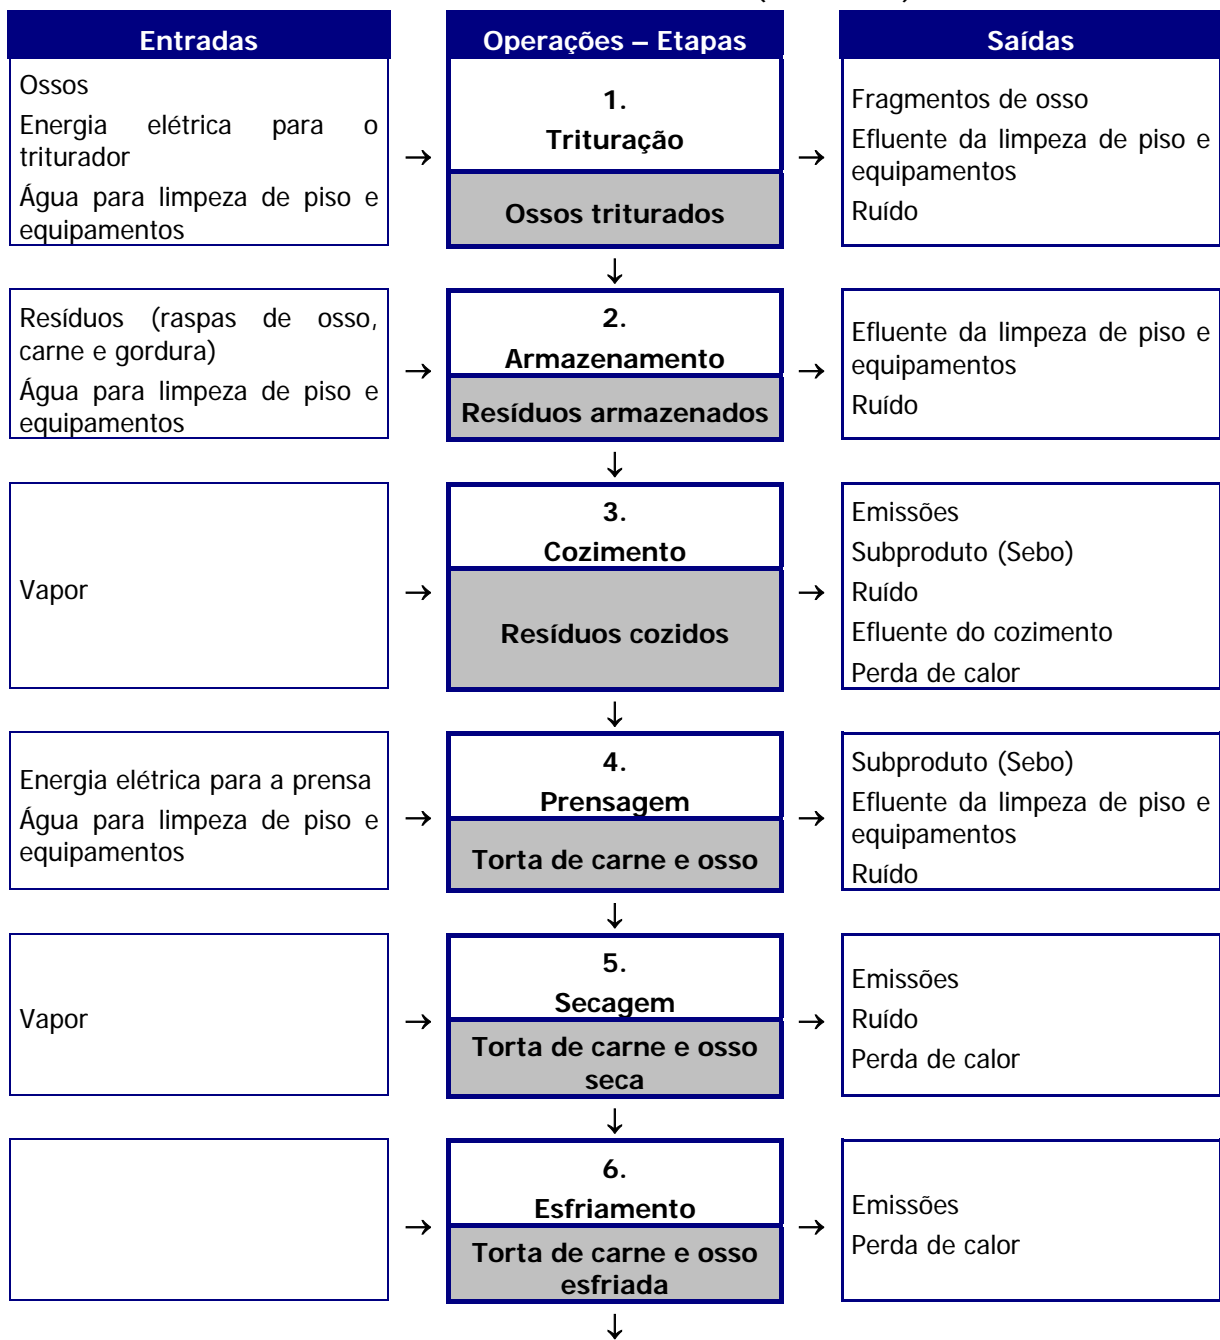 Entradas
Operações – Etapas
Saídas
Ossos
Energia elétrica para o
triturador
Água para limpeza de piso e
equipamentos
→
1.
Trituração
Ossos triturados
→
Fragmentos de osso
Efluente da limpeza de piso e
equipamentos
Ruído
↓
Resíduos (raspas de osso,
carne e gordura)
Água para limpeza de piso e
equipamentos
→
2.
Armazenamento
Resíduos armazenados
→
Efluente da limpeza de piso e
equipamentos
Ruído
↓
Vapor
→
3.
Cozimento
Resíduos cozidos
→
Emissões
Subproduto (Sebo)
Ruído
Efluente do cozimento
Perda de calor
↓
Energia elétrica para a prensa
Água para limpeza de piso e
equipamentos
→
4.
Prensagem
Torta de carne e osso
→
Subproduto (Sebo)
Efluente da limpeza de piso e
equipamentos
Ruído
↓
Vapor
→
5.
Secagem
Torta de carne e osso
seca
→
Emissões
Ruído
Perda de calor
↓
→
6.
Esfriamento
Torta de carne e osso
esfriada
→
Emissões
Perda de calor
↓